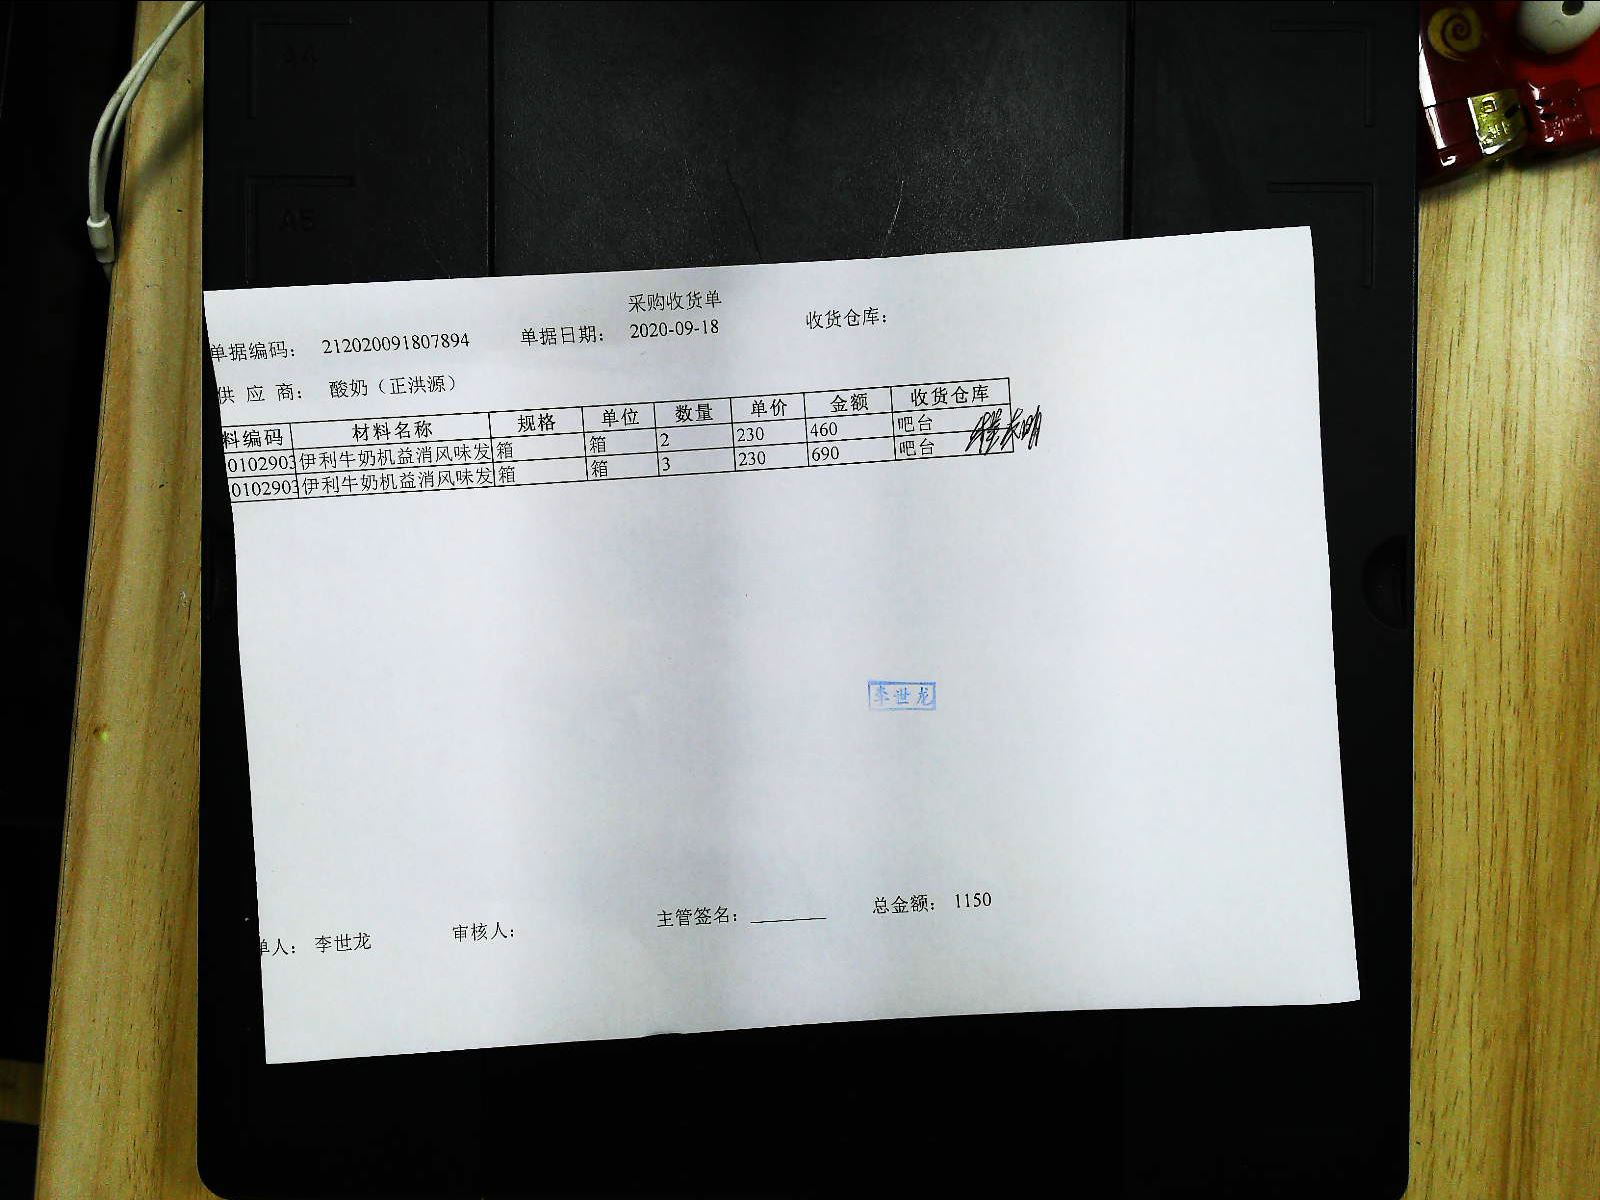 采购收货单
单据编码: 212020091807894 单据日期: 2020-09-18 收货仓库:
供 应 商: 酸奶（正洪源）
料编码 材料名称 规格 单位 数量 单价 金额 收货仓库
0102903 伊利牛奶机益消风味发 箱 箱 2 230 460 吧台
0102903 伊利牛奶机益消风味发 箱 箱 3 230 690 吧台
李世龙
单人: 李世龙 审核人: 主管签名: ________ 总金额: 1150